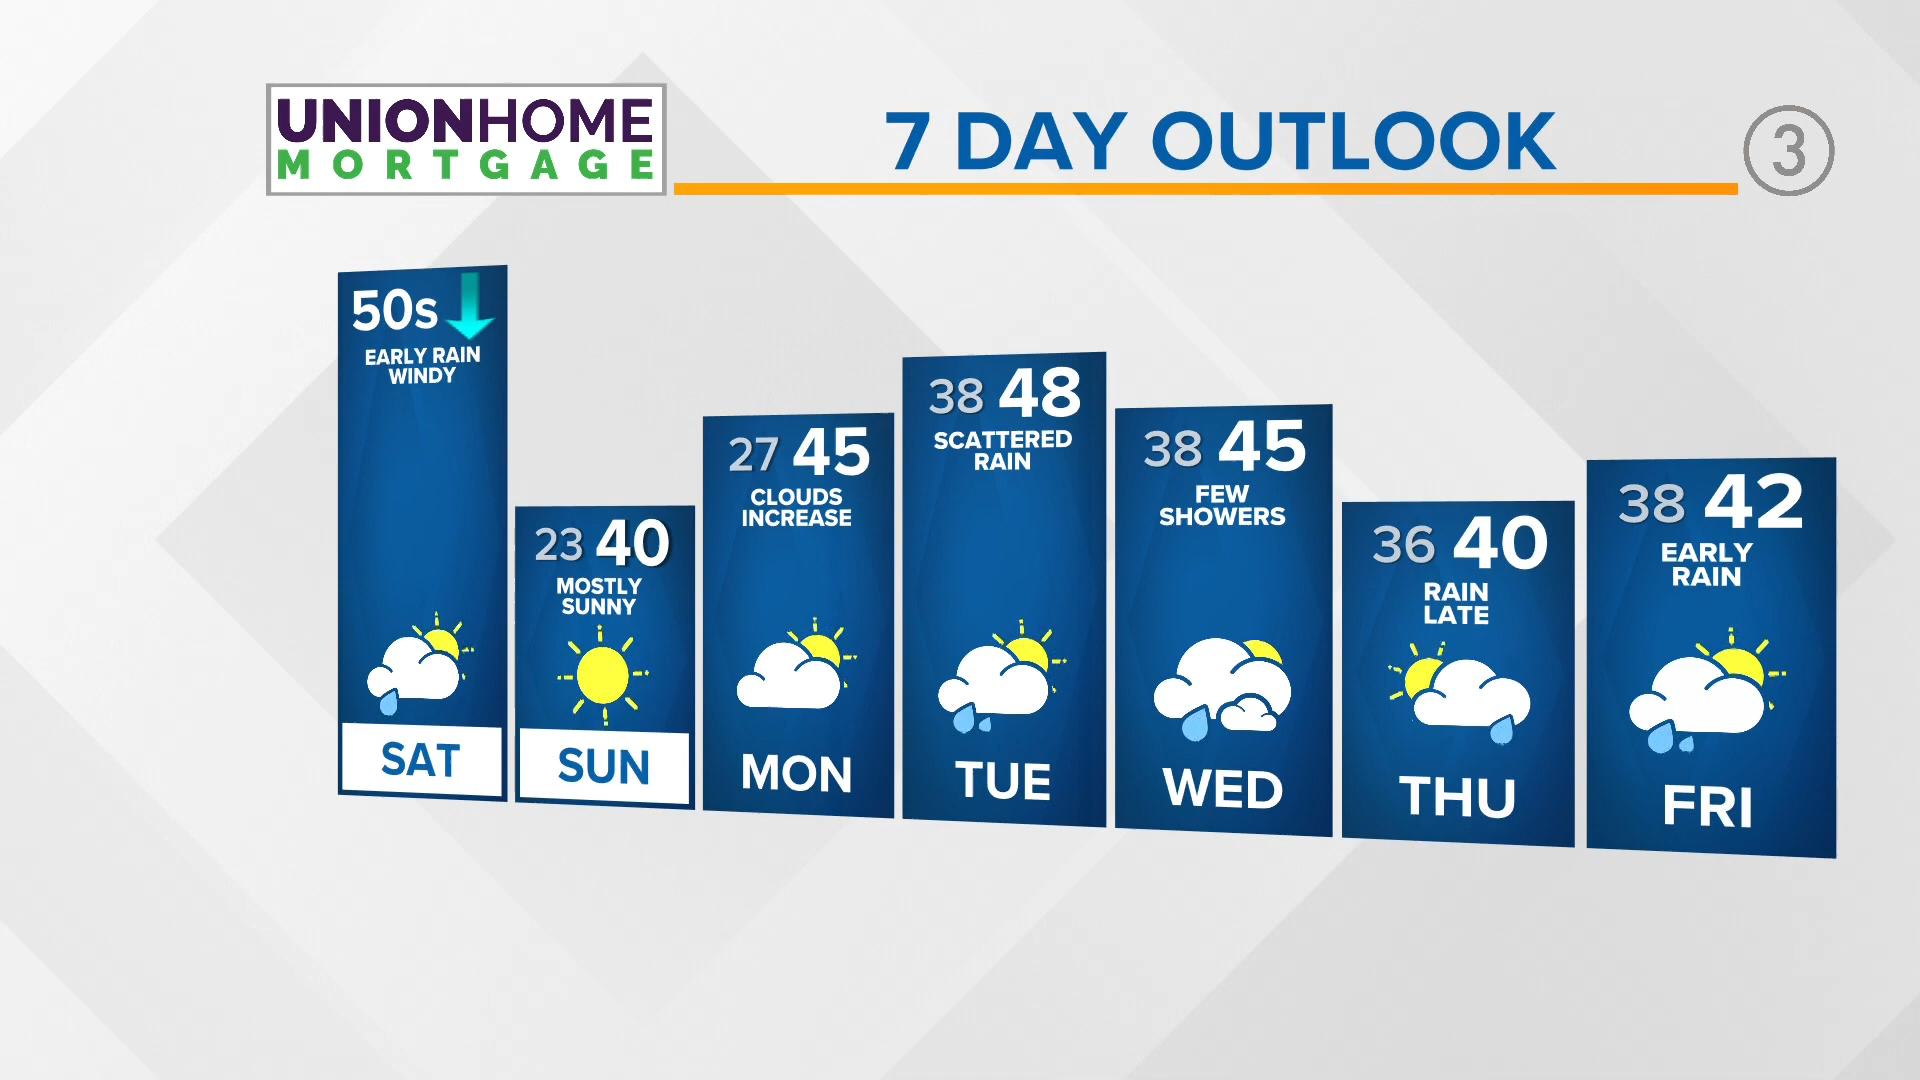 UNIONHOME
MORTGAGE
7 DAY OUTLOOK
3
50s
EARLY RAIN
WINDY
SAT
23 40
MOSTLY
SUNNY
SUN
27 45
CLOUDS
INCREASE
MON
38 48
SCATTERED
RAIN
TUE
38 45
FEW
SHOWERS
WED
36 40
RAIN
LATE
THU
38 42
EARLY
RAIN
FRI